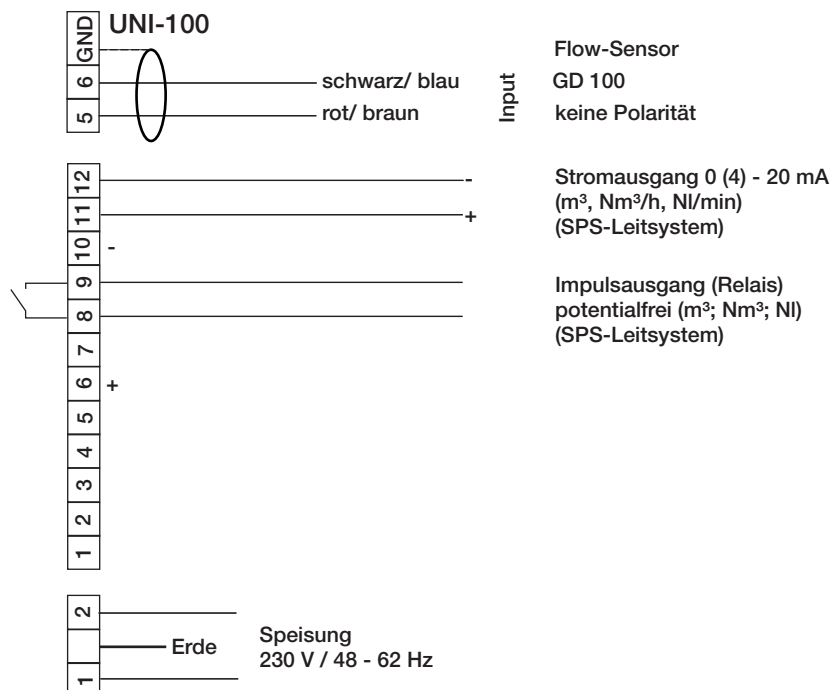 UNI-100
GND
6
5
schwarz/ blau
rot/ braun
Input
Flow-Sensor
GD 100
keine Polarität
12
11
10
9
8
7
6
5
4
3
2
1
-
+
-
+
Stromausgang 0 (4) - 20 mA
(m³, Nm³/h, Nl/min)
(SPS-Leitsystem)
Impulsausgang (Relais)
potentialfrei (m³; Nm³; Nl)
(SPS-Leitsystem)
2
1
Erde
Speisung
230 V / 48 - 62 Hz